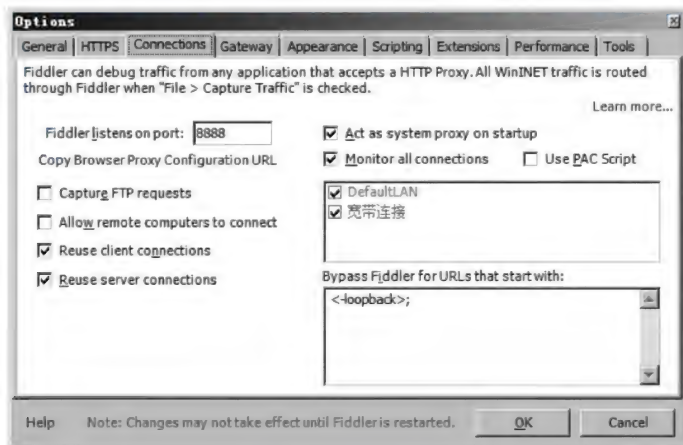 Options
General HTTPS Connections Gateway Appearance Scripting Extensions Performance Tools
Fiddler can debug traffic from any application that accepts a HTTP Proxy. All WinINET traffic is routed
through Fiddler when "File > Capture Traffic" is checked.
Learn more...
Fiddler listens on port: 8888
Copy Browser Proxy Configuration URL
Capture FTP requests
Allow remote computers to connect
Reuse client connections
Reuse server connections
Act as system proxy on startup
Monitor all connections Use PAC Script
DefaultLAN
宽带连接
Bypass Fiddler for URLs that start with:
<-loopback>;
Help Note: Changes may not take effect until Fiddler is restarted. OK Cancel